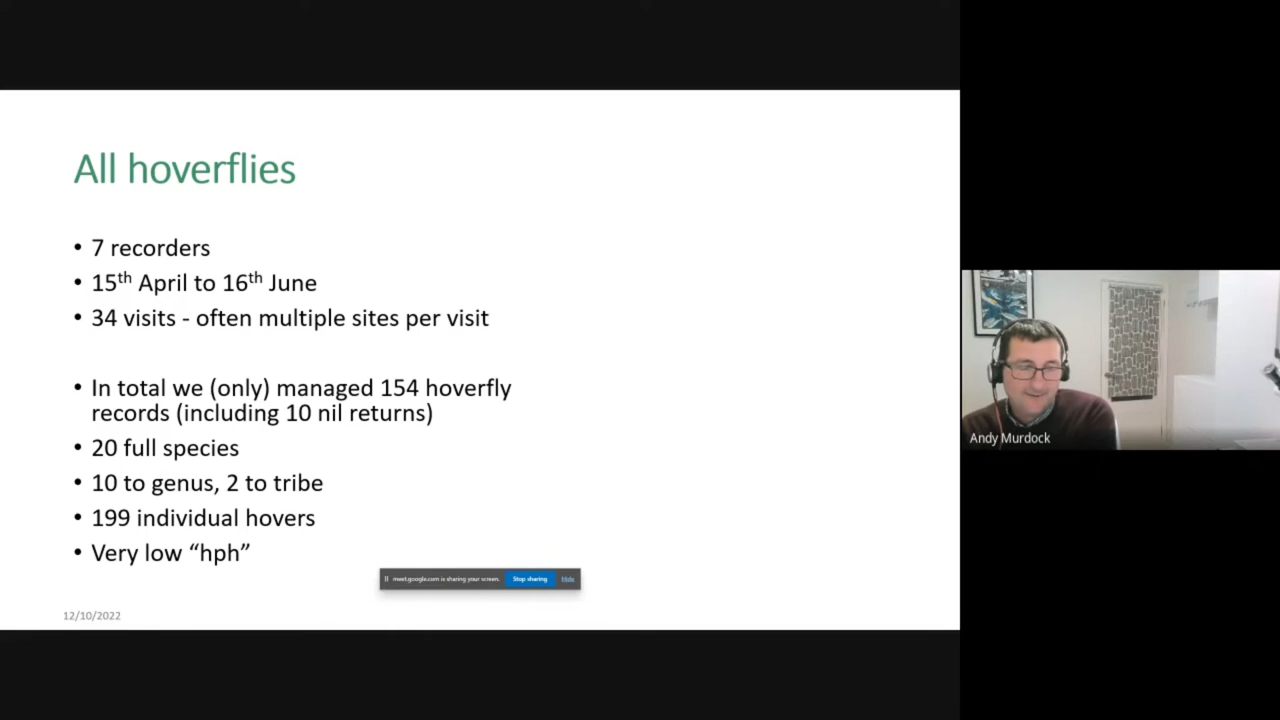 All hoverflies
• 7 recorders
• 15th April to 16th June
• 34 visits - often multiple sites per visit
• In total we (only) managed 154 hoverfly
records (including 10 nil returns)
• 20 full species
• 10 to genus, 2 to tribe
• 199 individual hovers
• Very low “hph”
meet.google.com is sharing your screen. Stop sharing Hide
12/10/2022
Andy Murdock